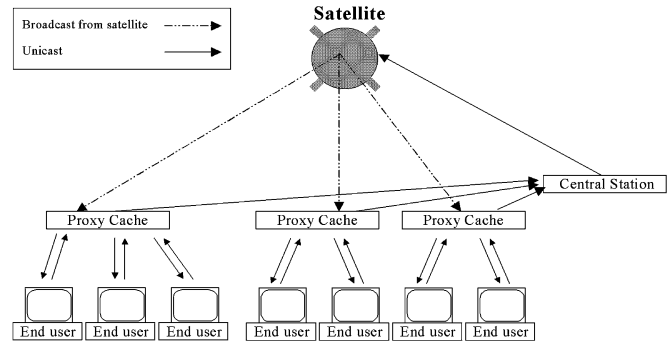 Satellite
Broadcast from satellite
Unicast
Central Station
Proxy Cache
Proxy Cache
Proxy Cache
End user
End user
End user
End user
End user
End user
End user